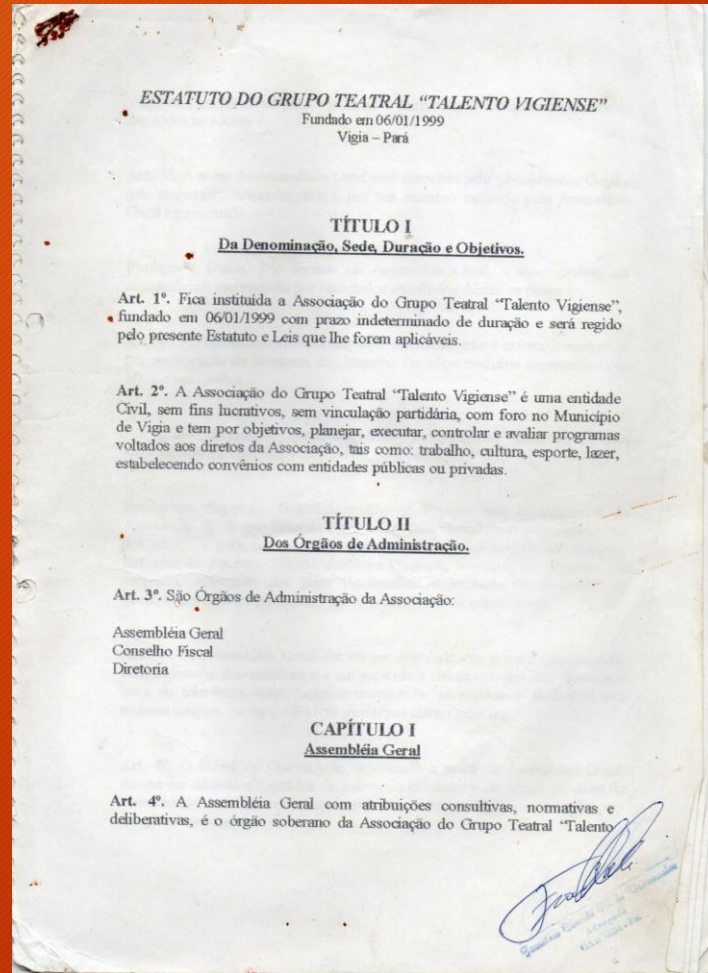 ESTATUTO DO GRUPO TEATRAL “TALENTO VIGIENSE”
Fundado em 06/01/1999
Vigia – Pará
TÍTULO I
Da Denominação, Sede, Duração e Objetivos.
Art. 1º. Fica instituída a Associação do Grupo Teatral “Talento Vigiense”,
fundado em 06/01/1999 com prazo indeterminado de duração e será regido
pelo presente Estatuto e Leis que lhe forem aplicáveis.
Art. 2º. A Associação do Grupo Teatral “Talento Vigiense” é uma entidade
Civil, sem fins lucrativos, sem vinculação partidária, com foro no Município
de Vigia e tem por objetivos, planejar, executar, controlar e avaliar programas
voltados aos diretos da Associação, tais como: trabalho, cultura, esporte, lazer,
estabelecendo convênios com entidades públicas ou privadas.
TÍTULO II
Dos Órgãos de Administração.
Art. 3º. São Órgãos de Administração da Associação:
Assembléia Geral
Conselho Fiscal
Diretoria
CAPÍTULO I
Assembléia Geral
Art. 4º. A Assembléia Geral com atribuições consultivas, normativas e
deliberativas, é o órgão soberano da Associação do Grupo Teatral “Talento
Advogado